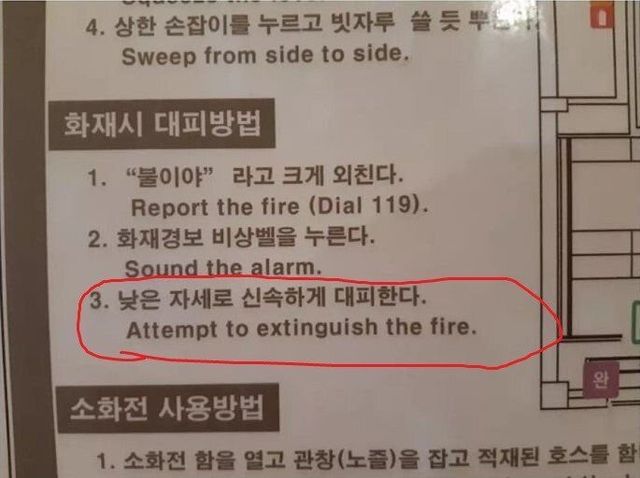 4. 상한 손잡이를 누르고 빗자루 쓸 듯
Sweep from side to side.
화재시 대피방법
1. “불이야” 라고 크게 외친다.
Report the fire (Dial 119).
2. 화재경보 비상벨을 누른다.
Sound the alarm.
3. 낮은 자세로 신속하게 대피한다.
Attempt to extinguish the fire.
완
소화전 사용방법
1. 소화전 함을 열고 관창(노즐)을 잡고 적재된 호스를